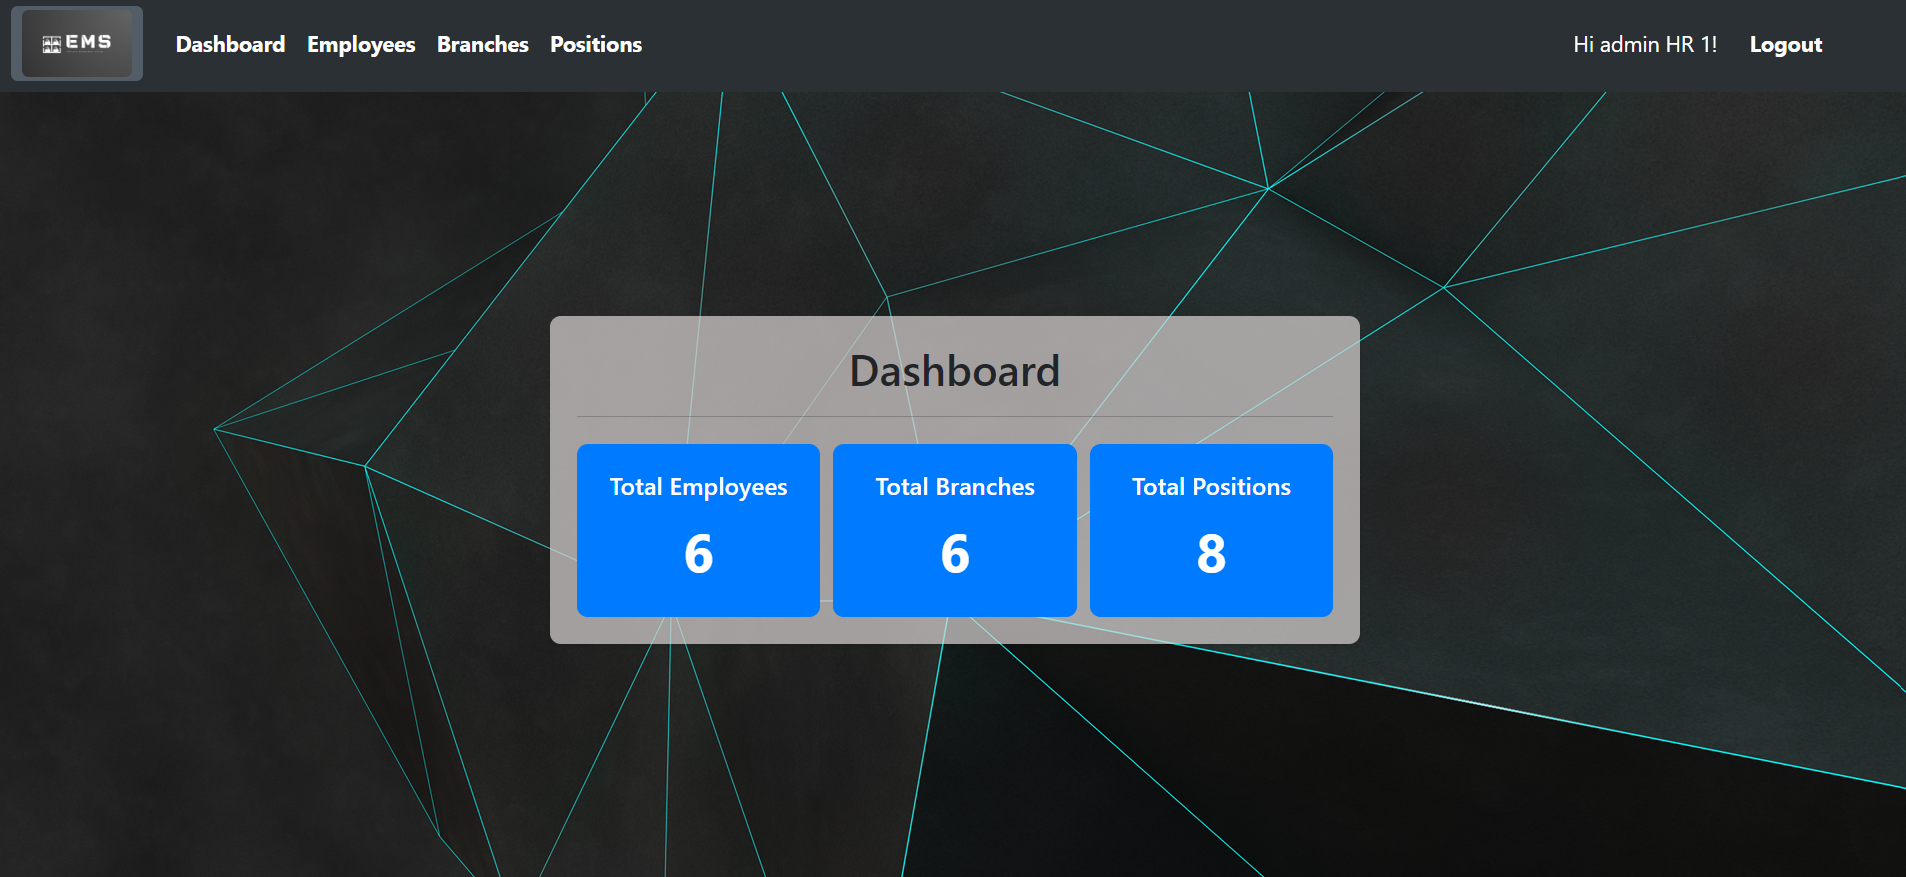 EMS
Dashboard Employees Branches Positions
Hi admin HR 1! Logout
Dashboard
Total Employees
6
Total Branches
6
Total Positions
8